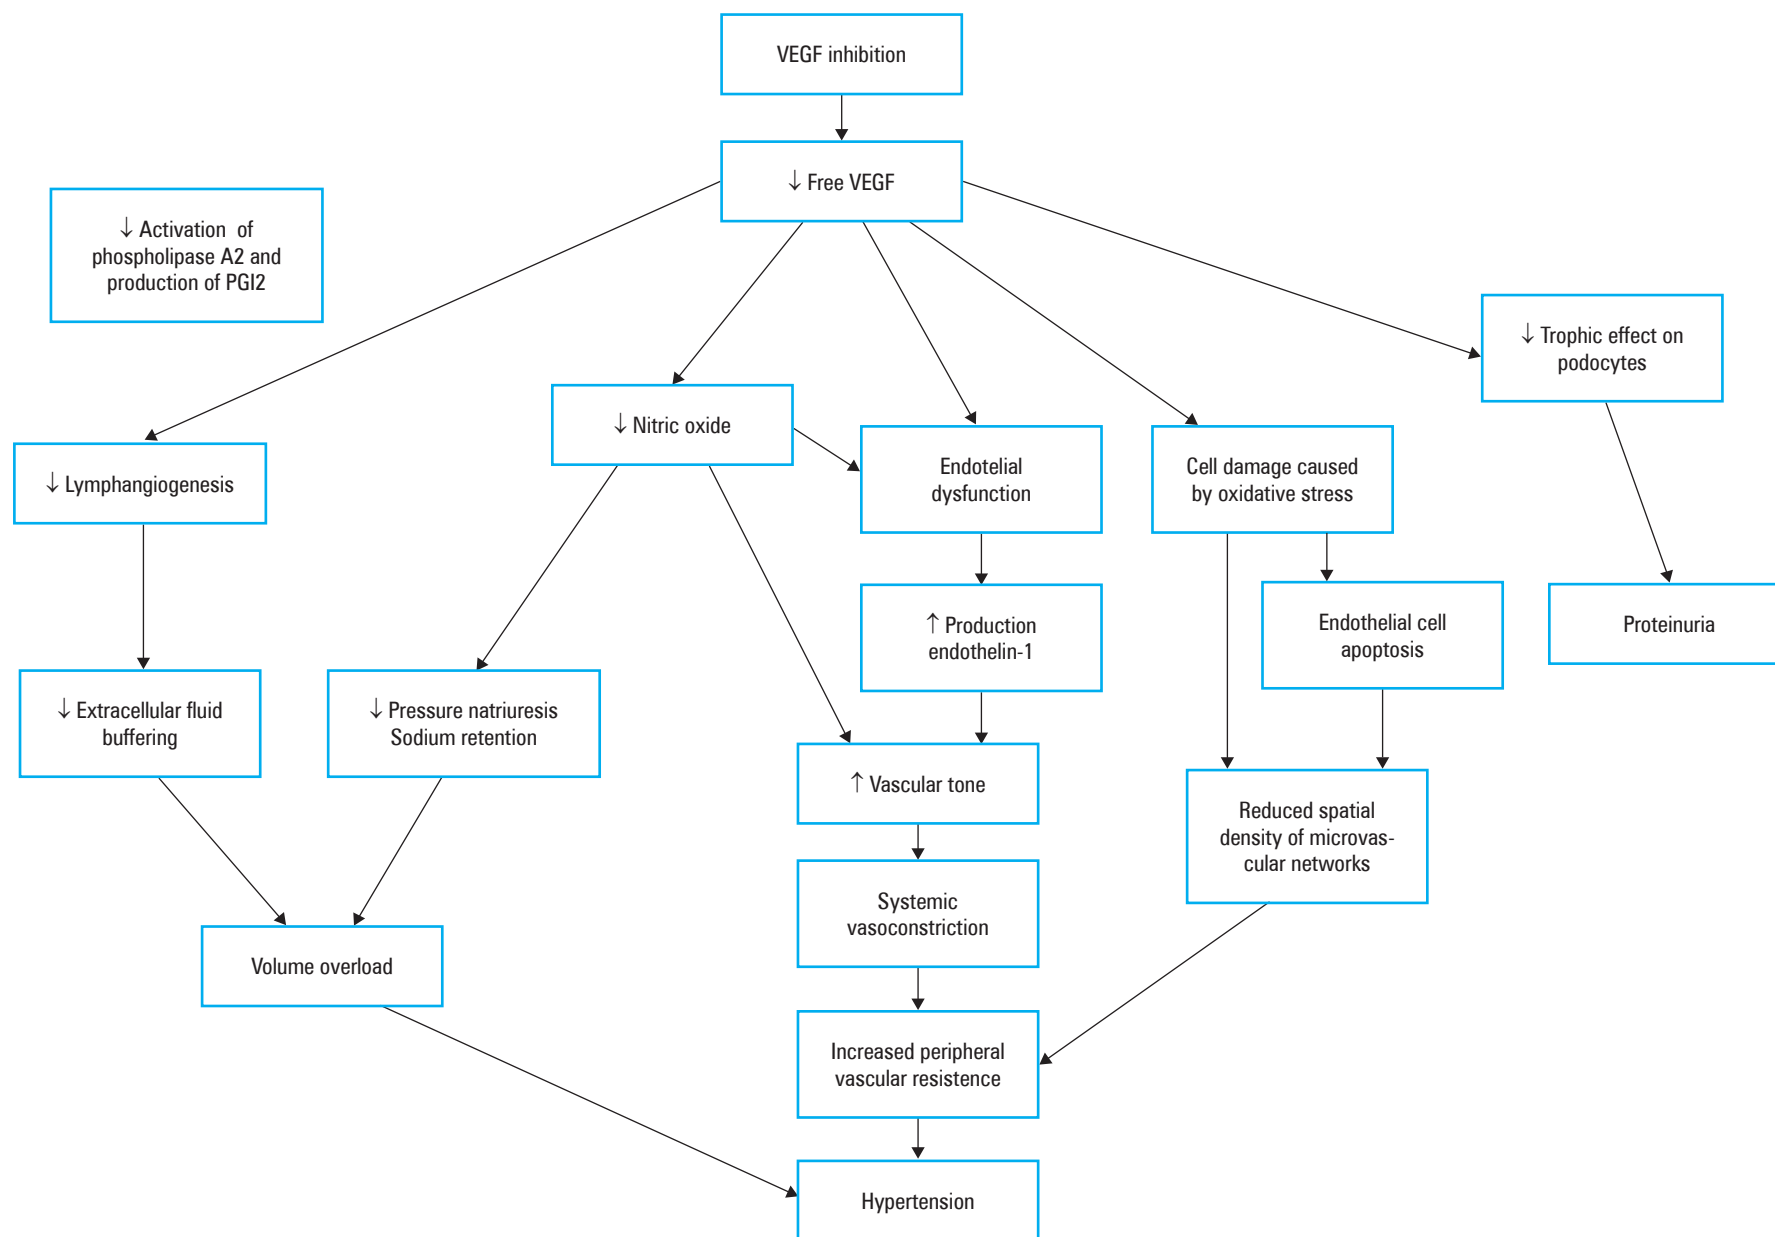 VEGF inhibition
↓ Free VEGF
↓ Activation of
phospholipase A2 and
production of PGI2
↓ Trophic effect on
podocytes
↓ Nitric oxide
↓ Lymphangiogenesis
Endotelial
dysfunction
Cell damage caused
by oxidative stress
↑ Production
endothelin-1
Endothelial cell
apoptosis
Proteinuria
↓ Extracellular fluid
buffering
↓ Pressure natriuresis
Sodium retention
↑ Vascular tone
Reduced spatial
density of microvas-
cular networks
Systemic
vasoconstriction
Volume overload
Increased peripheral
vascular resistence
Hypertension